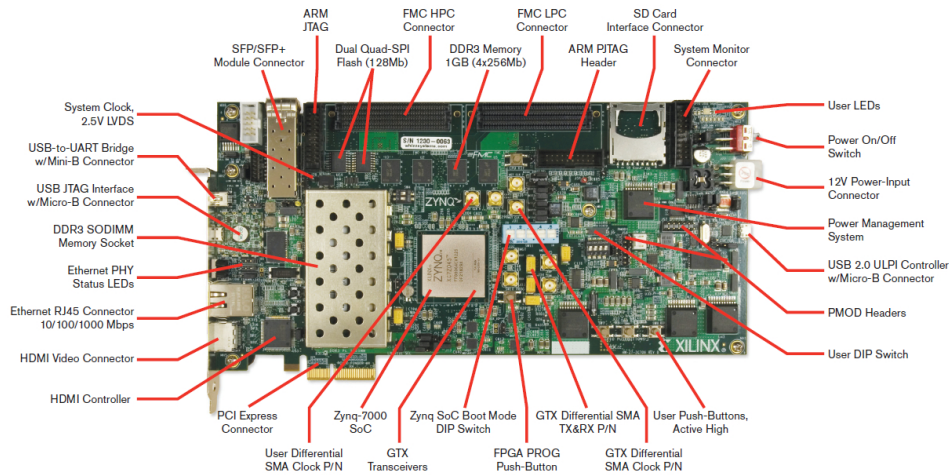 ARM
JTAG
FMC HPC
Connector
FMC LPC
Connector
SD Card
Interface Connector
SFP/SFP+
Module Connector
Dual Quad-SPI
Flash (128Mb)
DDR3 Memory
1GB (4x256Mb)
ARM PJTAG
Header
System Monitor
Connector
System Clock,
2.5V LVDS
USB-to-UART Bridge
w/Mini-B Connector
USB JTAG Interface
w/Micro-B Connector
DDR3 SODIMM
Memory Socket
Ethernet PHY
Status LEDs
Ethernet RJ45 Connector
10/100/1000 Mbps
HDMI Video Connector
HDMI Controller
User LEDs
Power On/Off
Switch
12V Power-Input
Connector
Power Management
System
USB 2.0 ULPI Controller
w/Micro-B Connector
PMOD Headers
User DIP Switch
FMC
ZYNQ
ZYNQ
XILINX
PCI Express
Connector
Zynq-7000
SoC
Zynq SoC Boot Mode
DIP Switch
GTX Differential SMA
TX&RX P/N
User Push-Buttons,
Active High
User Differential
SMA Clock P/N
GTX
Transceivers
FPGA PROG
Push-Button
GTX Differential
SMA Clock P/N